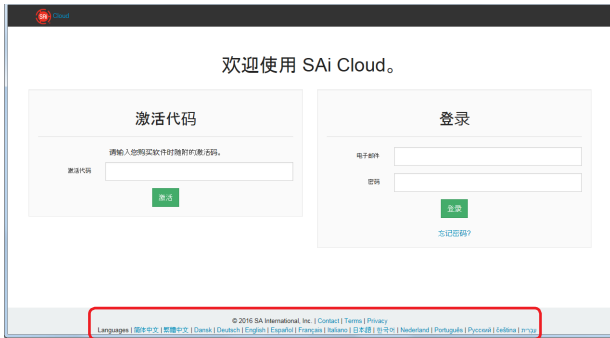 SAi Cloud
欢迎使用 SAi Cloud。
激活代码
请输入您购买软件时随附的激活码。
激活代码
激活
登录
电子邮件
密码
登录
忘记密码?
© 2016 SA International, Inc. | Contact | Terms | Privacy
Languages | 简体中文 | 繁體中文 | Dansk | Deutsch | English | Español | Français | Italiano | 日本語 | 한국어 | Nederland | Português | Русский | čeština | עברית